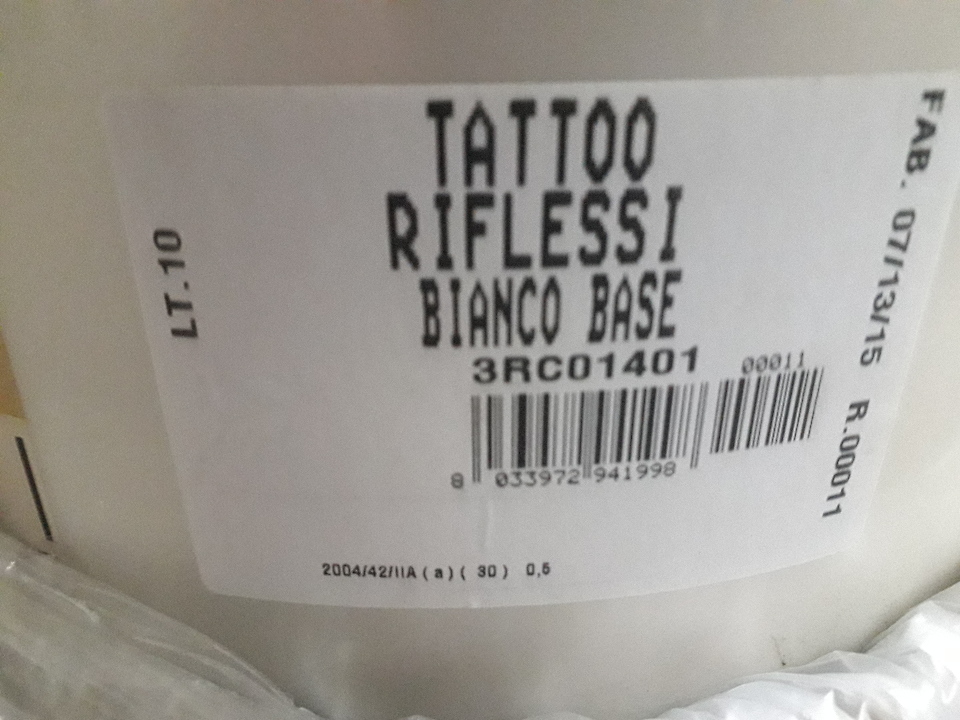 TATTOO
RIFLESSI
BIANCO BASE
3RC01401
00011
8 033972 941998
LT.10
FAB. 07/13/15 R.00011
2004/42/IIA(a)( 30) 0,5